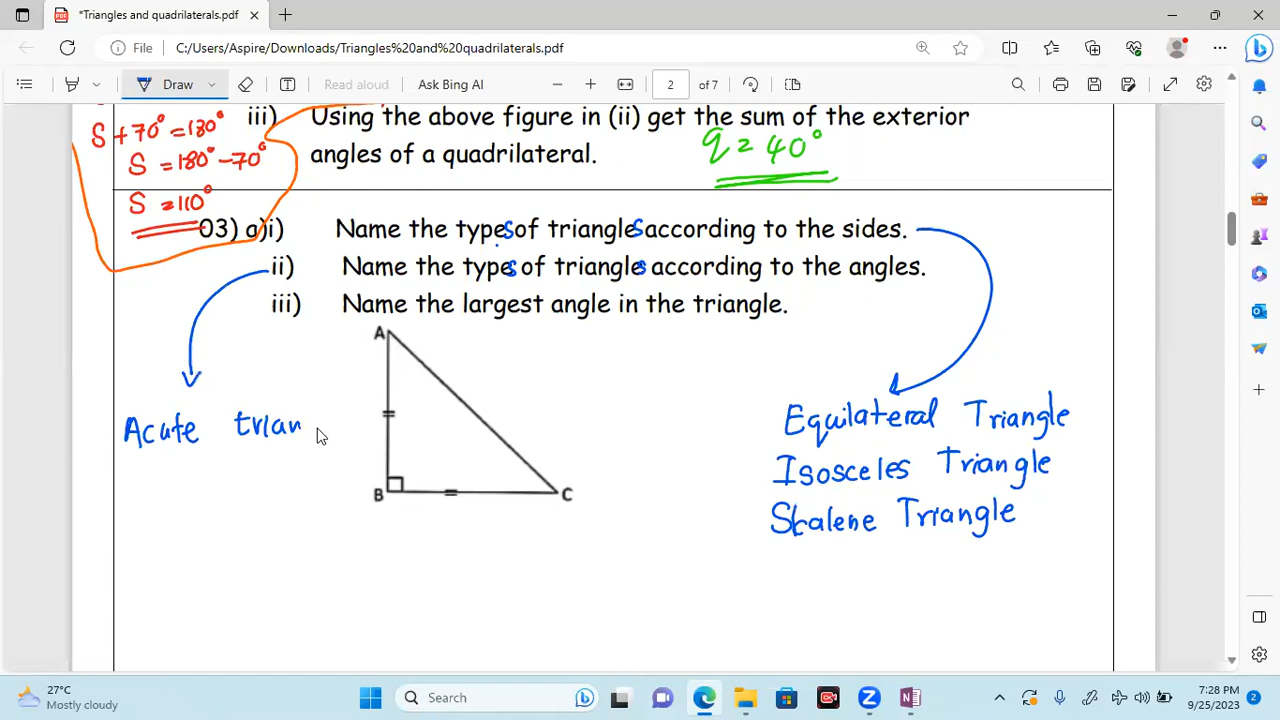 *Triangles and quadrilaterals.pdf
File C:/Users/Aspire/Downloads/Triangles%20and%20quadrilaterals.pdf
Draw Read aloud Ask Bing AI 2 of 7
iii) Using the above figure in (ii) get the sum of the exterior
angles of a quadrilateral.
S + 70° = 180°
S = 180° - 70°
S = 110°
q = 40°
03) a)i) Name the types of triangles according to the sides.
ii) Name the types of triangles according to the angles.
iii) Name the largest angle in the triangle.
A
B C
Acute trian
Equilateral Triangle
Isosceles Triangle
Skalene Triangle
27°C
Mostly cloudy
Search
7:28 PM
9/25/2023
2